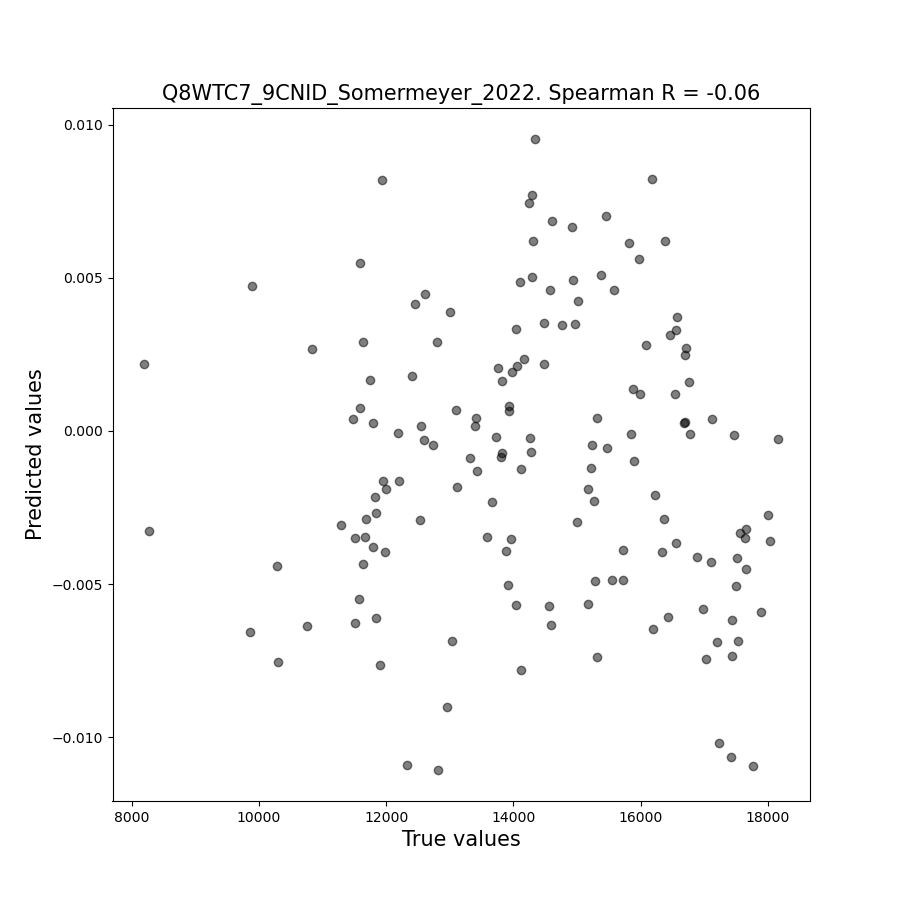 Q8WTC7_9CNID_Somermeyer_2022. Spearman R = -0.06
0.010
0.005
0.000
−0.005
−0.010
Predicted values
8000 10000 12000 14000 16000 18000
True values